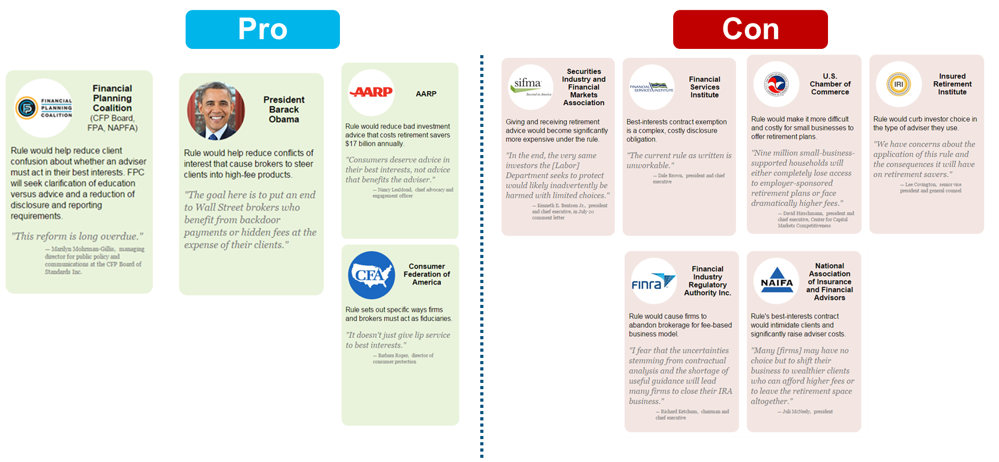 Pro
Con
FINANCIAL
PLANNING
COALITION
Financial
Planning
Coalition
(CFP Board,
FPA, NAPFA)
Rule would help reduce client
confusion about whether an adviser
must act in their best interests. FPC
will seek clarification of education
versus advice and a reduction of
disclosure and reporting
requirements.
"This reform is long overdue."
— Marilyn Mohrman-Gillis, managing
director for public policy and
communications at the CFP Board of
Standards Inc.
President
Barack
Obama
Rule would help reduce conflicts of
interest that cause brokers to steer
clients into high-fee products.
"The goal here is to put an end
to Wall Street brokers who
benefit from backdoor
payments or hidden fees at the
expense of their clients."
AARP
AARP
Rule would reduce bad investment
advice that costs retirement savers
$17 billion annually.
"Consumers deserve advice in
their best interests, not advice
that benefits the adviser."
— Nancy LeaMond, chief advocacy and
engagement officer
CFA
Consumer
Federation of
America
Rule sets out specific ways firms
and brokers must act as fiduciaries.
"It doesn't just give lip service
to best interests."
— Barbara Roper, director of
consumer protection
sifma
Invested in America
Securities
Industry and
Financial
Markets
Association
Giving and receiving retirement
advice would become significantly
more expensive under the rule.
"In the end, the very same
investors the [Labor]
Department seeks to protect
would likely inadvertently be
harmed with limited choices."
— Kenneth E. Bentsen Jr., president
and chief executive, in July 20
comment letter
FINANCIAL
SERVICES INSTITUTE
Financial
Services
Institute
Best-interests contract exemption
is a complex, costly disclosure
obligation.
"The current rule as written is
unworkable."
— Dale Brown, president and chief
executive
U.S.
Chamber of
Commerce
Rule would make it more difficult
and costly for small businesses to
offer retirement plans.
"Nine million small-business-
supported households will
either completely lose access
to employer-sponsored
retirement plans or face
dramatically higher fees."
— David Hirschmann, president and
chief executive, Center for Capital
Markets Competitiveness
IRI
Insured
Retirement
Institute
Rule would curb investor choice in
the type of adviser they use.
"We have concerns about the
application of this rule and
the consequences it will have
on retirement savers."
— Lee Covington, senior vice
president and general counsel
FINRA
Financial
Industry
Regulatory
Authority Inc.
Rule would cause firms to
abandon brokerage for fee-based
business model.
"I fear that the uncertainties
stemming from contractual
analysis and the shortage of
useful guidance will lead
many firms to close their IRA
business."
— Richard Ketchum, chairman and
chief executive
NAIFA
National
Association
of Insurance
and Financial
Advisors
Rule's best-interests contract
would intimidate clients and
significantly raise adviser costs.
"Many [firms] may have no
choice but to shift their
business to wealthier clients
who can afford higher fees or
to leave the retirement space
altogether."
— Juli McNeely, president